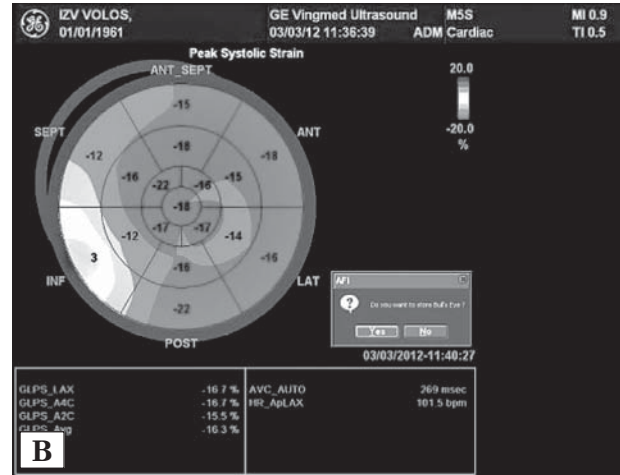 IZV VOLOS,
01/01/1961
GE Vingmed Ultrasound
03/03/12 11:36:39
ADM
M5S
Cardiac
MI 0.9
TI 0.5
Peak Systolic Strain
ANT_SEPT
SEPT
ANT
INF
LAT
POST
-15
-12
-18
-18
-16
-22
-16
-15
-18
-12
-17
-17
-14
3
-16
-16
-22
20.0
-20.0
%
AFI
?
Do you want to store Bull's Eye ?
Yes
No
03/03/2012-11:40:27
GLPS_LAX -16.7 %
GLPS_A4C -16.7 %
GLPS_A2C -15.5 %
GLPS_Avg -16.3 %
AVC_AUTO 269 msec
HR_ApLAX 101.5 bpm
B